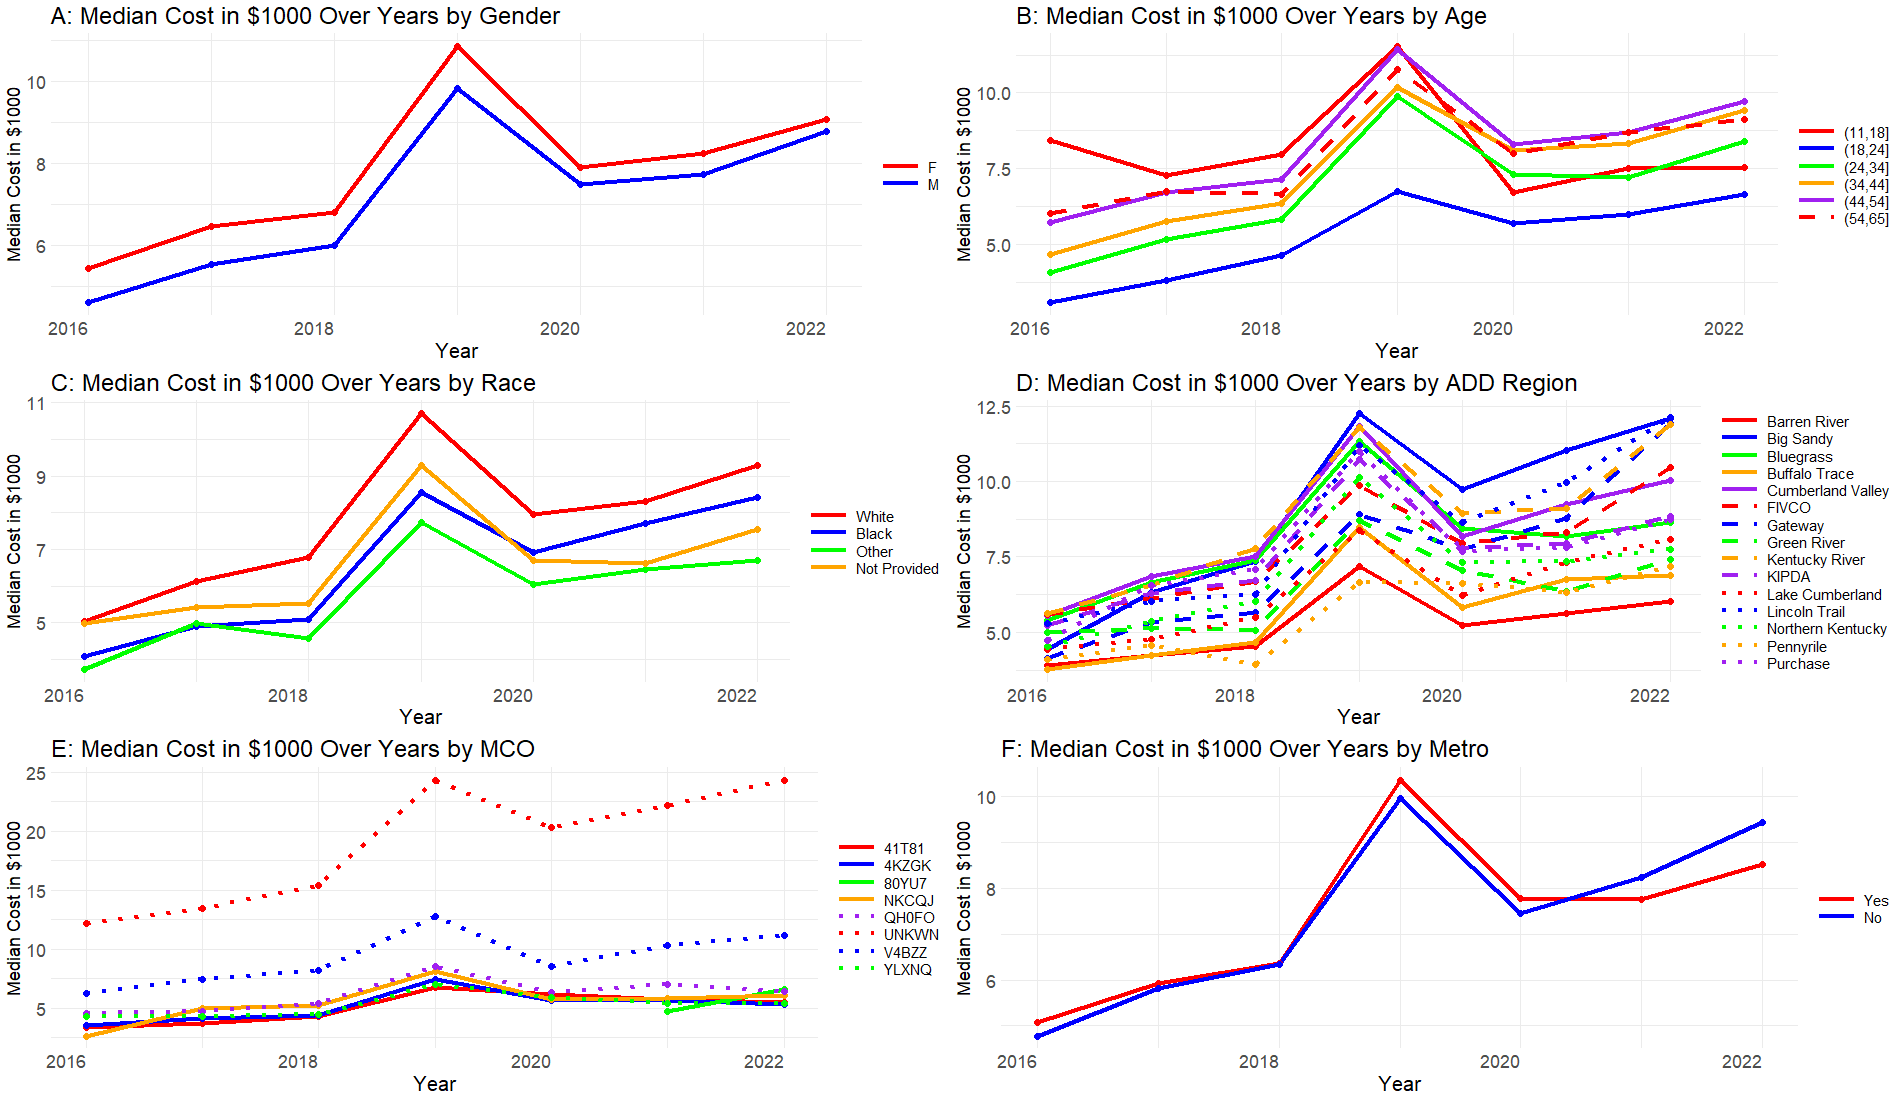 A: Median Cost in $1000 Over Years by Gender
Median Cost in $1000
10
8
6
2016
2018
2020
2022
Year
F
M
B: Median Cost in $1000 Over Years by Age
Median Cost in $1000
10.0
7.5
5.0
2016
2018
2020
2022
Year
(11,18]
(18,24]
(24,34]
(34,44]
(44,54]
(54,65]
C: Median Cost in $1000 Over Years by Race
Median Cost in $1000
11
9
7
5
2016
2018
2020
2022
Year
White
Black
Other
Not Provided
D: Median Cost in $1000 Over Years by ADD Region
Median Cost in $1000
12.5
10.0
7.5
5.0
2016
2018
2020
2022
Year
Barren River
Big Sandy
Bluegrass
Buffalo Trace
Cumberland Valley
FIVCO
Gateway
Green River
Kentucky River
KIPDA
Lake Cumberland
Lincoln Trail
Northern Kentucky
Pennyrile
Purchase
E: Median Cost in $1000 Over Years by MCO
Median Cost in $1000
25
20
15
10
5
2016
2018
2020
2022
Year
41T81
4KZGK
80YU7
NKCQJ
QH0FO
UNKWN
V4BZZ
YLXNQ
F: Median Cost in $1000 Over Years by Metro
Median Cost in $1000
10
8
6
2016
2018
2020
2022
Year
Yes
No